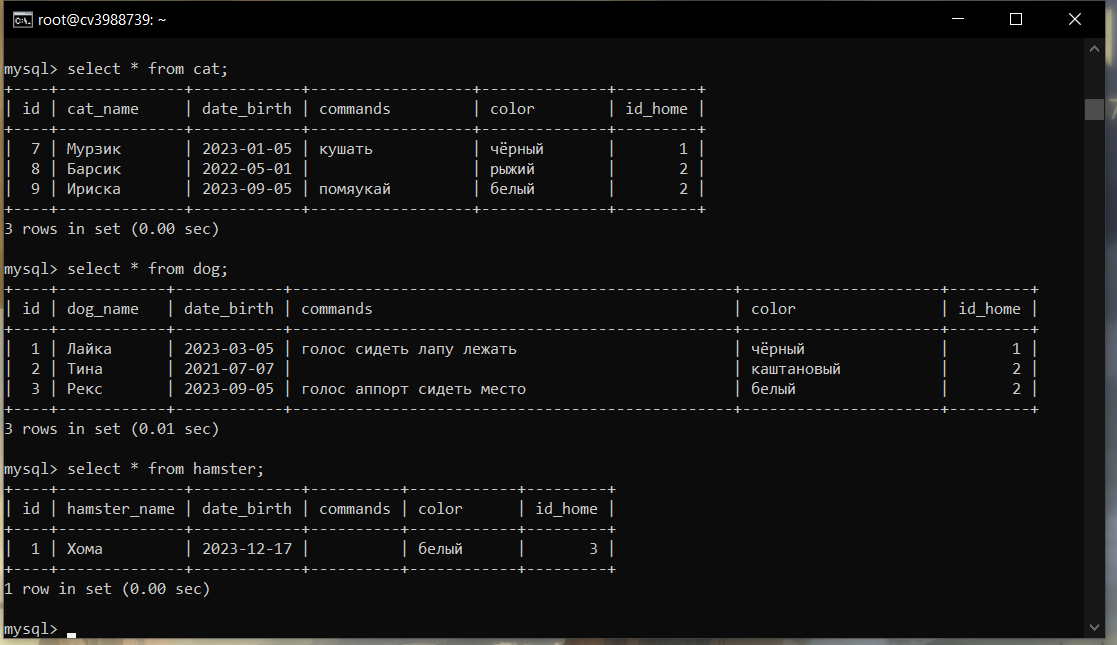 root@cv3988739: ~
mysql> select * from cat;
+----+--------------+------------+------------------+--------------+---------+
| id | cat_name     | date_birth | commands         | color        | id_home |
+----+--------------+------------+------------------+--------------+---------+
|  7 | Мурзик       | 2023-01-05 | кушать           | чёрный       |       1 |
|  8 | Барсик       | 2022-05-01 |                  | рыжий        |       2 |
|  9 | Ириска       | 2023-09-05 | помяукай         | белый        |       2 |
+----+--------------+------------+------------------+--------------+---------+
3 rows in set (0.00 sec)
mysql> select * from dog;
+----+------------+------------+-------------------------------------------------+----------------------+---------+
| id | dog_name   | date_birth | commands                                        | color                | id_home |
+----+------------+------------+-------------------------------------------------+----------------------+---------+
|  1 | Лайка      | 2023-03-05 | голос сидеть лапу лежать                        | чёрный               |       1 |
|  2 | Тина       | 2021-07-07 |                                                 | каштановый           |       2 |
|  3 | Рекс       | 2023-09-05 | голос аппорт сидеть место                       | белый                |       2 |
+----+------------+------------+-------------------------------------------------+----------------------+---------+
3 rows in set (0.01 sec)
mysql> select * from hamster;
+----+--------------+------------+----------+------------+---------+
| id | hamster_name | date_birth | commands | color      | id_home |
+----+--------------+------------+----------+------------+---------+
|  1 | Хома         | 2023-12-17 |          | белый      |       3 |
+----+--------------+------------+----------+------------+---------+
1 row in set (0.00 sec)
mysql>